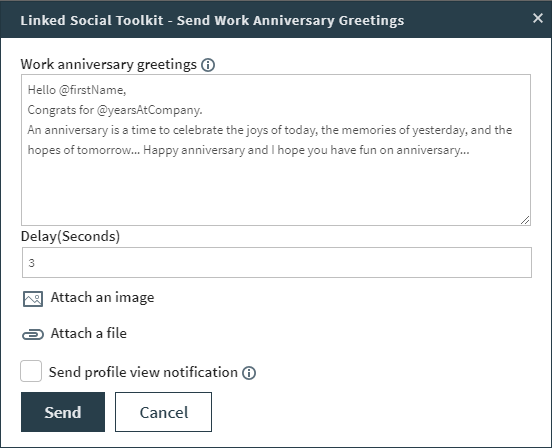 Linked Social Toolkit - Send Work Anniversary Greetings
Work anniversary greetings
Hello @firstName,
Congrats for @yearsAtCompany.
An anniversary is a time to celebrate the joys of today, the memories of yesterday, and the
hopes of tomorrow... Happy anniversary and I hope you have fun on anniversary...
Delay(Seconds)
3
Attach an image
Attach a file
Send profile view notification
Send Cancel